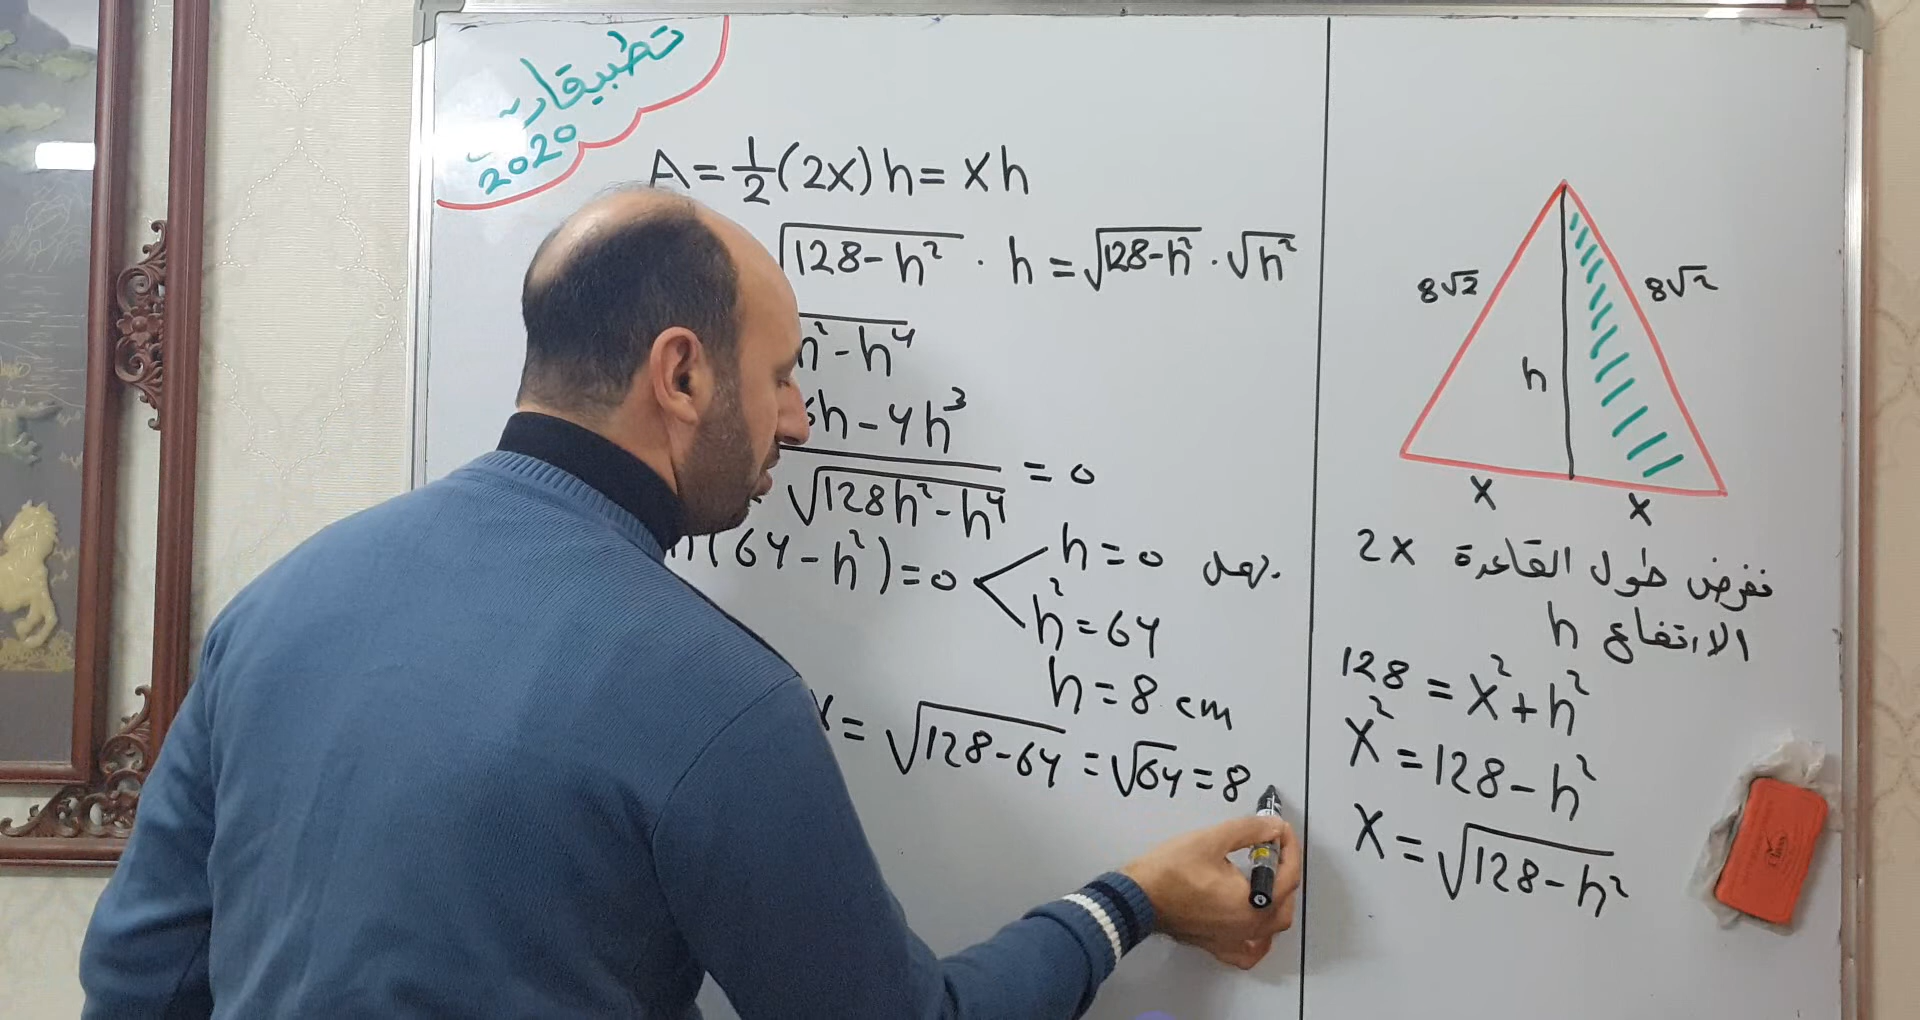 تطبيقات
2020
A = 1/2 (2x) h = x h
√(128 - h²) · h = √(128 - h²) · √h²
h² - h⁴
h - 4h³
√(128h² - h⁴) = 0
(64 - h²) = 0
h = 0 تهمل
h² = 64
h = 8 cm
x = √(128 - 64) = √64 = 8
8√2
8√2
h
x
x
نفرض طول القاعدة 2x
الارتفاع h
128 = x² + h²
x² = 128 - h²
x = √(128 - h²)